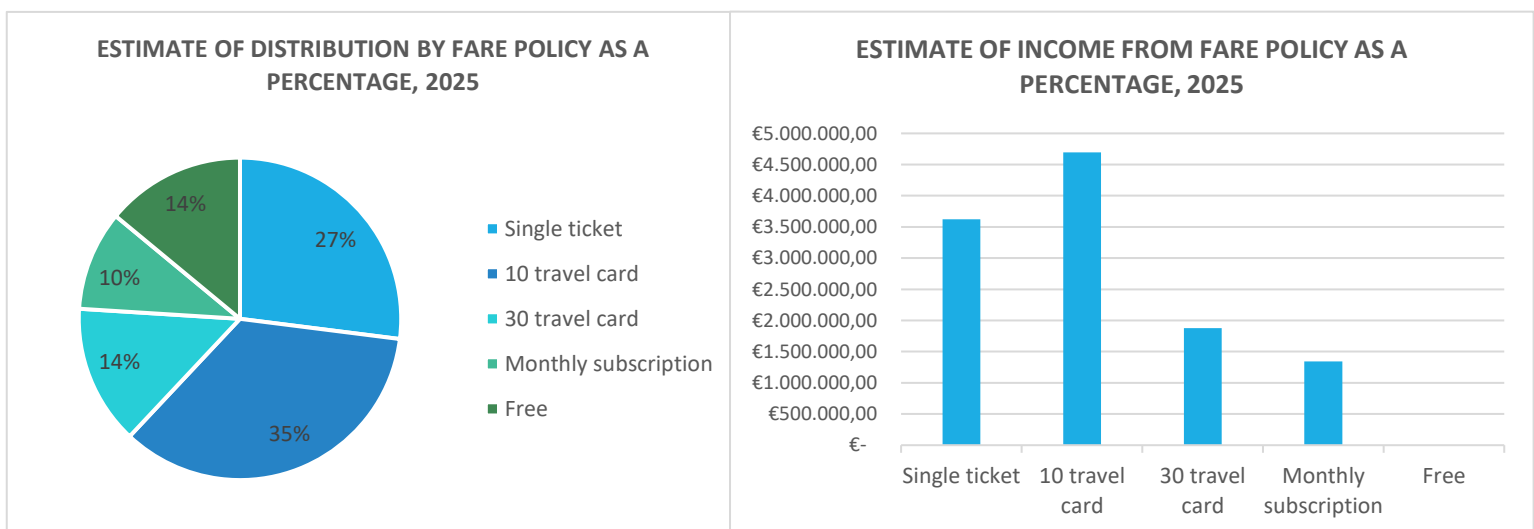 ESTIMATE OF DISTRIBUTION BY FARE POLICY AS A
PERCENTAGE, 2025
14%
27%
10%
14%
35%
Single ticket
10 travel card
30 travel card
Monthly subscription
Free
ESTIMATE OF INCOME FROM FARE POLICY AS A
PERCENTAGE, 2025
€5.000.000,00
€4.500.000,00
€4.000.000,00
€3.500.000,00
€3.000.000,00
€2.500.000,00
€2.000.000,00
€1.500.000,00
€1.000.000,00
€500.000,00
€-
Single ticket
10 travel
card
30 travel
card
Monthly
subscription
Free